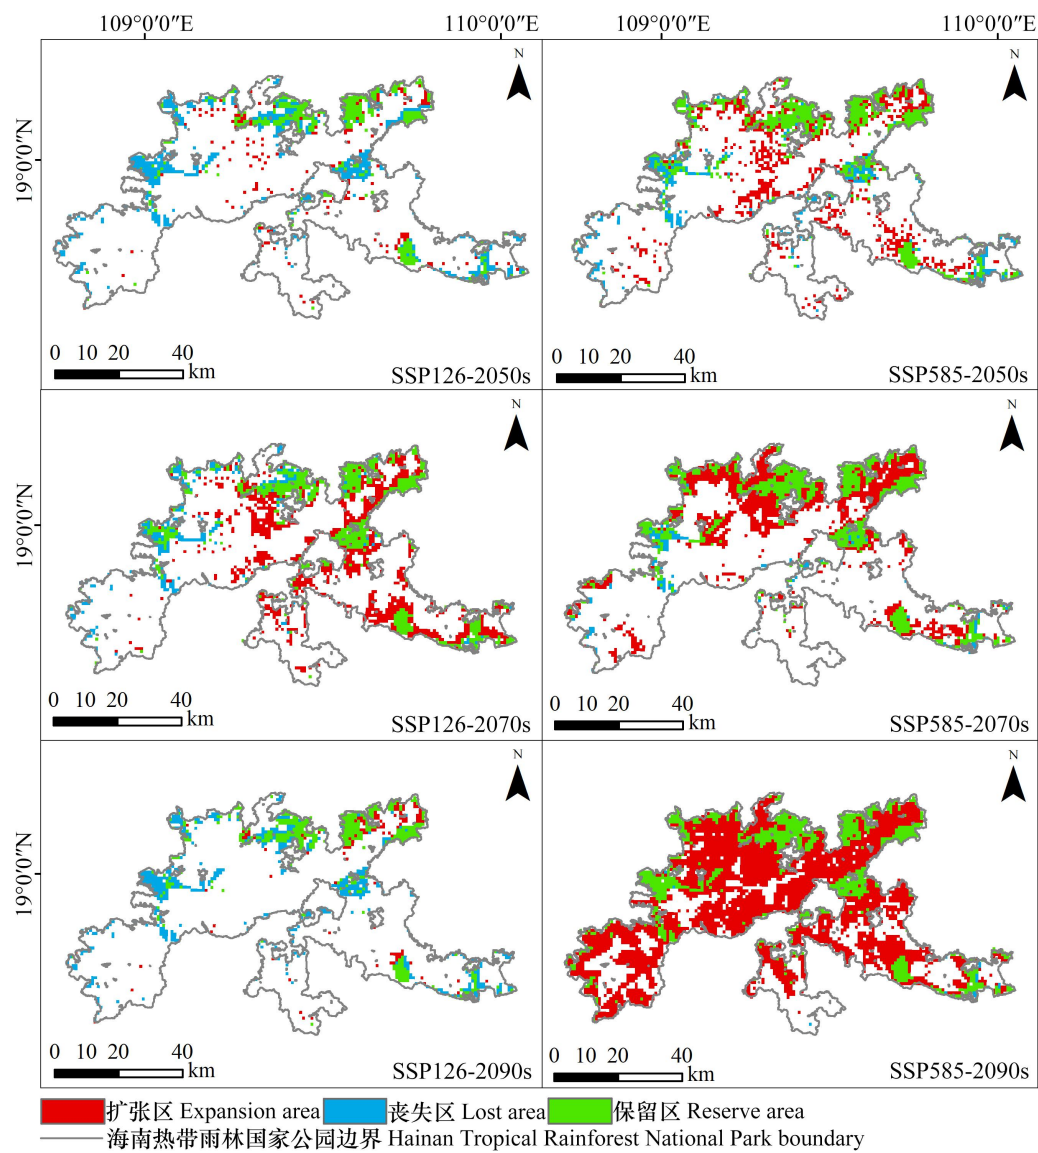 109°0′0″E 110°0′0″E 109°0′0″E 110°0′0″E
N N
19°0′0″N
0 10 20 40 0 10 20 40
km km
SSP126-2050s SSP585-2050s
N N
19°0′0″N
0 10 20 40 0 10 20 40
km km
SSP126-2070s SSP585-2070s
N N
19°0′0″N
0 10 20 40 0 10 20 40
km km
SSP126-2090s SSP585-2090s
扩张区 Expansion area 丧失区 Lost area 保留区 Reserve area
海南热带雨林国家公园边界 Hainan Tropical Rainforest National Park boundary